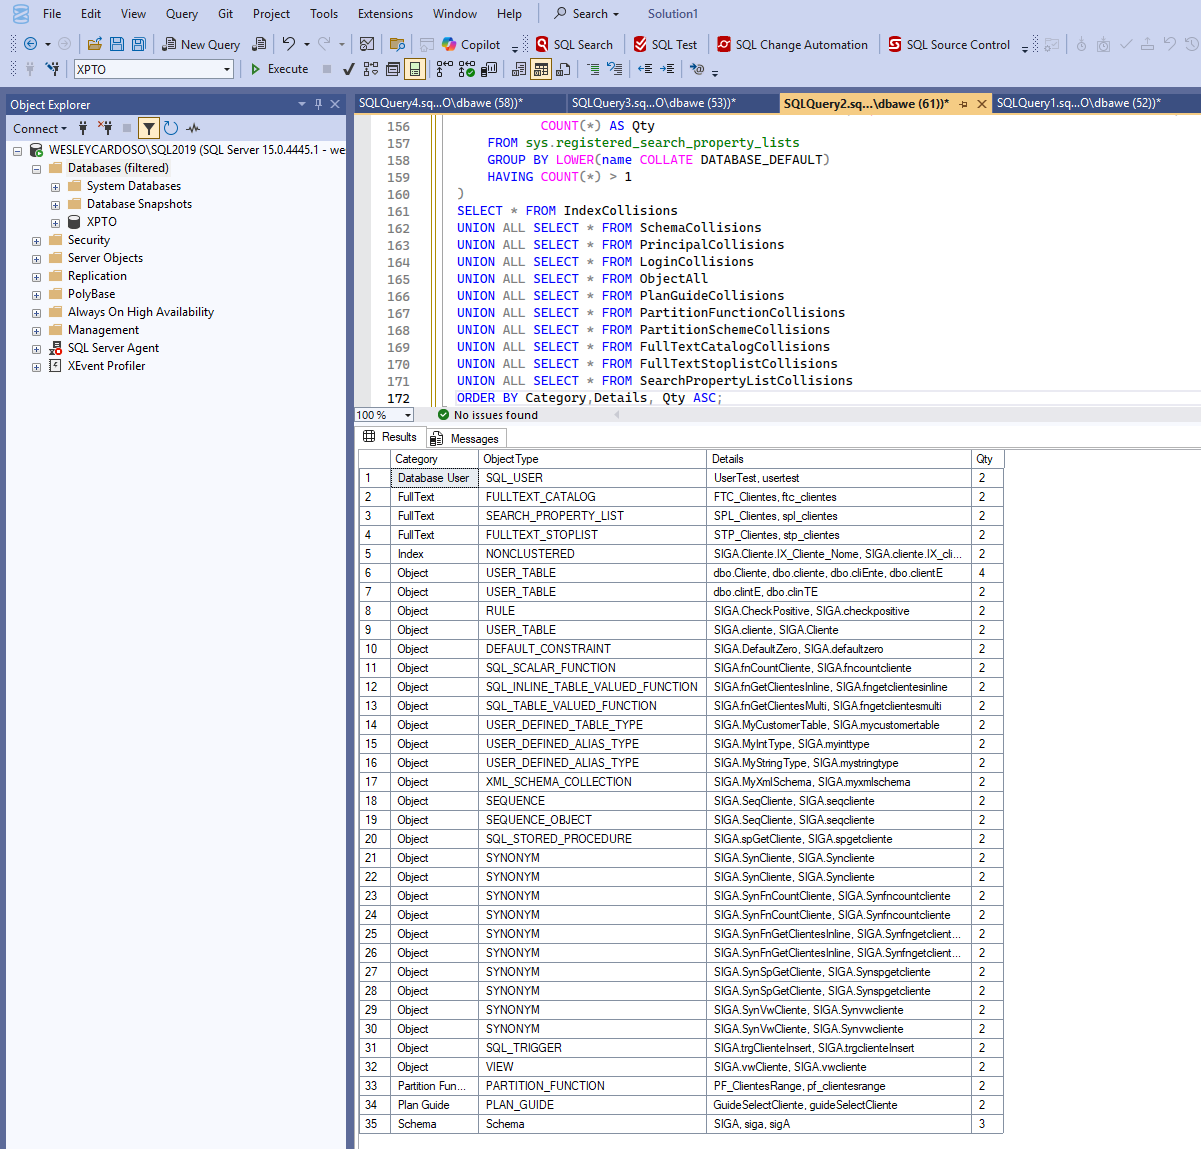 File Edit View Query Git Project Tools Extensions Window Help Search Solution1
New Query Copilot SQL Search SQL Test SQL Change Automation SQL Source Control
XPTO Execute
Object Explorer
Connect
WESLEYCARDOSO\SQL2019 (SQL Server 15.0.4445.1 - we
Databases (filtered)
System Databases
Database Snapshots
XPTO
Security
Server Objects
Replication
PolyBase
Always On High Availability
Management
SQL Server Agent
XEvent Profiler
SQLQuery4.sq...O\dbawe (58))* SQLQuery3.sq...O\dbawe (53))* SQLQuery2.sq...\dbawe (61))* SQLQuery1.sq...O\dbawe (52))*
156 COUNT(*) AS Qty
157 FROM sys.registered_search_property_lists
158 GROUP BY LOWER(name COLLATE DATABASE_DEFAULT)
159 HAVING COUNT(*) > 1
160 )
161 SELECT * FROM IndexCollisions
162 UNION ALL SELECT * FROM SchemaCollisions
163 UNION ALL SELECT * FROM PrincipalCollisions
164 UNION ALL SELECT * FROM LoginCollisions
165 UNION ALL SELECT * FROM ObjectAll
166 UNION ALL SELECT * FROM PlanGuideCollisions
167 UNION ALL SELECT * FROM PartitionFunctionCollisions
168 UNION ALL SELECT * FROM PartitionSchemeCollisions
169 UNION ALL SELECT * FROM FullTextCatalogCollisions
170 UNION ALL SELECT * FROM FullTextStoplistCollisions
171 UNION ALL SELECT * FROM SearchPropertyListCollisions
172 ORDER BY Category,Details, Qty ASC;
100 % No issues found
Results Messages
Category ObjectType Details Qty
1 Database User SQL_USER UserTest, usertest 2
2 FullText FULLTEXT_CATALOG FTC_Clientes, ftc_clientes 2
3 FullText SEARCH_PROPERTY_LIST SPL_Clientes, spl_clientes 2
4 FullText FULLTEXT_STOPLIST STP_Clientes, stp_clientes 2
5 Index NONCLUSTERED SIGA.Cliente.IX_Cliente_Nome, SIGA.cliente.IX_cli... 2
6 Object USER_TABLE dbo.Cliente, dbo.cliente, dbo.cliEnte, dbo.clientE 4
7 Object USER_TABLE dbo.clintE, dbo.clinTE 2
8 Object RULE SIGA.CheckPositive, SIGA.checkpositive 2
9 Object USER_TABLE SIGA.cliente, SIGA.Cliente 2
10 Object DEFAULT_CONSTRAINT SIGA.DefaultZero, SIGA.defaultzero 2
11 Object SQL_SCALAR_FUNCTION SIGA.fnCountCliente, SIGA.fncountcliente 2
12 Object SQL_INLINE_TABLE_VALUED_FUNCTION SIGA.fnGetClientesInline, SIGA.fngetclientesinline 2
13 Object SQL_TABLE_VALUED_FUNCTION SIGA.fnGetClientesMulti, SIGA.fngetclientesmulti 2
14 Object USER_DEFINED_TABLE_TYPE SIGA.MyCustomerTable, SIGA.mycustomertable 2
15 Object USER_DEFINED_ALIAS_TYPE SIGA.MyIntType, SIGA.myinttype 2
16 Object USER_DEFINED_ALIAS_TYPE SIGA.MyStringType, SIGA.mystringtype 2
17 Object XML_SCHEMA_COLLECTION SIGA.MyXmlSchema, SIGA.myxmlschema 2
18 Object SEQUENCE SIGA.SeqCliente, SIGA.seqcliente 2
19 Object SEQUENCE_OBJECT SIGA.SeqCliente, SIGA.seqcliente 2
20 Object SQL_STORED_PROCEDURE SIGA.spGetCliente, SIGA.spgetcliente 2
21 Object SYNONYM SIGA.SynCliente, SIGA.Syncliente 2
22 Object SYNONYM SIGA.SynCliente, SIGA.Syncliente 2
23 Object SYNONYM SIGA.SynFnCountCliente, SIGA.Synfncountcliente 2
24 Object SYNONYM SIGA.SynFnCountCliente, SIGA.Synfncountcliente 2
25 Object SYNONYM SIGA.SynFnGetClientesInline, SIGA.Synfngetclient... 2
26 Object SYNONYM SIGA.SynFnGetClientesInline, SIGA.Synfngetclient... 2
27 Object SYNONYM SIGA.SynSpGetCliente, SIGA.Synspgetcliente 2
28 Object SYNONYM SIGA.SynSpGetCliente, SIGA.Synspgetcliente 2
29 Object SYNONYM SIGA.SynVwCliente, SIGA.Synvwcliente 2
30 Object SYNONYM SIGA.SynVwCliente, SIGA.Synvwcliente 2
31 Object SQL_TRIGGER SIGA.trgClienteInsert, SIGA.trgclienteInsert 2
32 Object VIEW SIGA.vwCliente, SIGA.vwcliente 2
33 Partition Fun... PARTITION_FUNCTION PF_ClientesRange, pf_clientesrange 2
34 Plan Guide PLAN_GUIDE GuideSelectCliente, guideSelectCliente 2
35 Schema Schema SIGA, siga, sigA 3